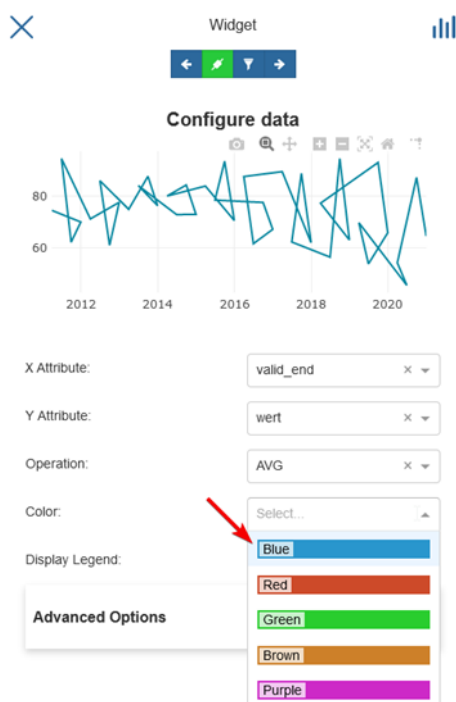 Widget
Configure data
80
60
2012 2014 2016 2018 2020
X Attribute: valid_end
Y Attribute: wert
Operation: AVG
Color: Select...
Blue
Display Legend:
Red
Advanced Options
Green
Brown
Purple